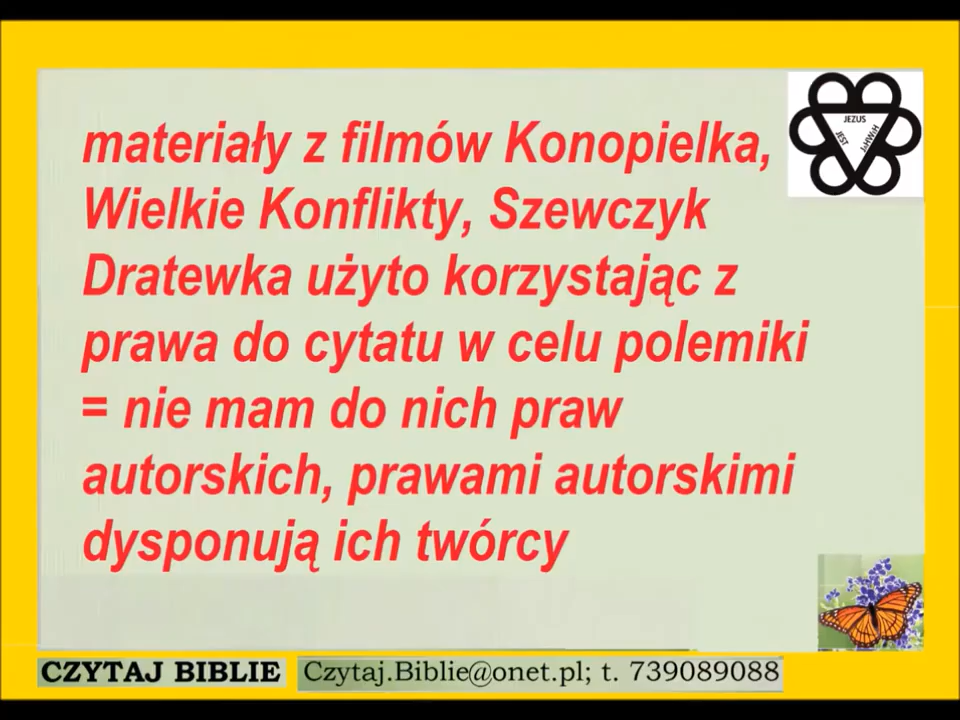 materiały z filmów Konopielka,
Wielkie Konflikty, Szewczyk
Dratewka użyto korzystając z
prawa do cytatu w celu polemiki
= nie mam do nich praw
autorskich, prawami autorskimi
dysponują ich twórcy
JEZUS
JEST
JaHWeH
CZYTAJ BIBLIE
Czytaj.Biblie@onet.pl; t. 739089088